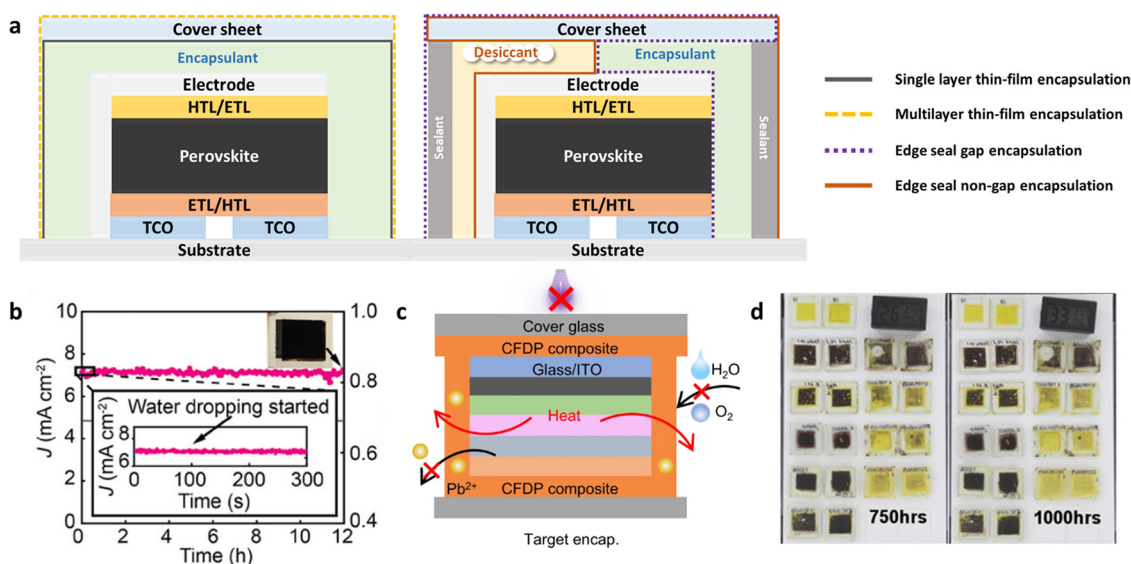 a
Cover sheet
Encapsulant
Electrode
HTL/ETL
Perovskite
ETL/HTL
TCO
TCO
Substrate
Cover sheet
Desiccant
Encapsulant
Electrode
HTL/ETL
Perovskite
ETL/HTL
TCO
TCO
Sealant
Sealant
Substrate
Single layer thin-film encapsulation
Multilayer thin-film encapsulation
Edge seal gap encapsulation
Edge seal non-gap encapsulation
b
J (mA cm-2)
10
8
6
4
2
0
1.0
0.8
0.6
0.4
Water dropping started
J (mA cm-2)
8
6
0 100 200 300
Time (s)
0 2 4 6 8 10 12
Time (h)
c
Cover glass
CFDP composite
Glass/ITO
Heat
H2O
O2
Pb2+
CFDP composite
Target encap.
d
750hrs
1000hrs